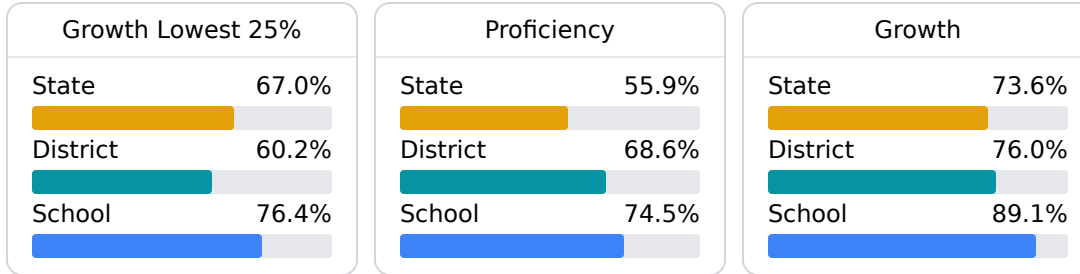 Growth Lowest 25%
State 67.0%
District 60.2%
School 76.4%
Proficiency
State 55.9%
District 68.6%
School 74.5%
Growth
State 73.6%
District 76.0%
School 89.1%